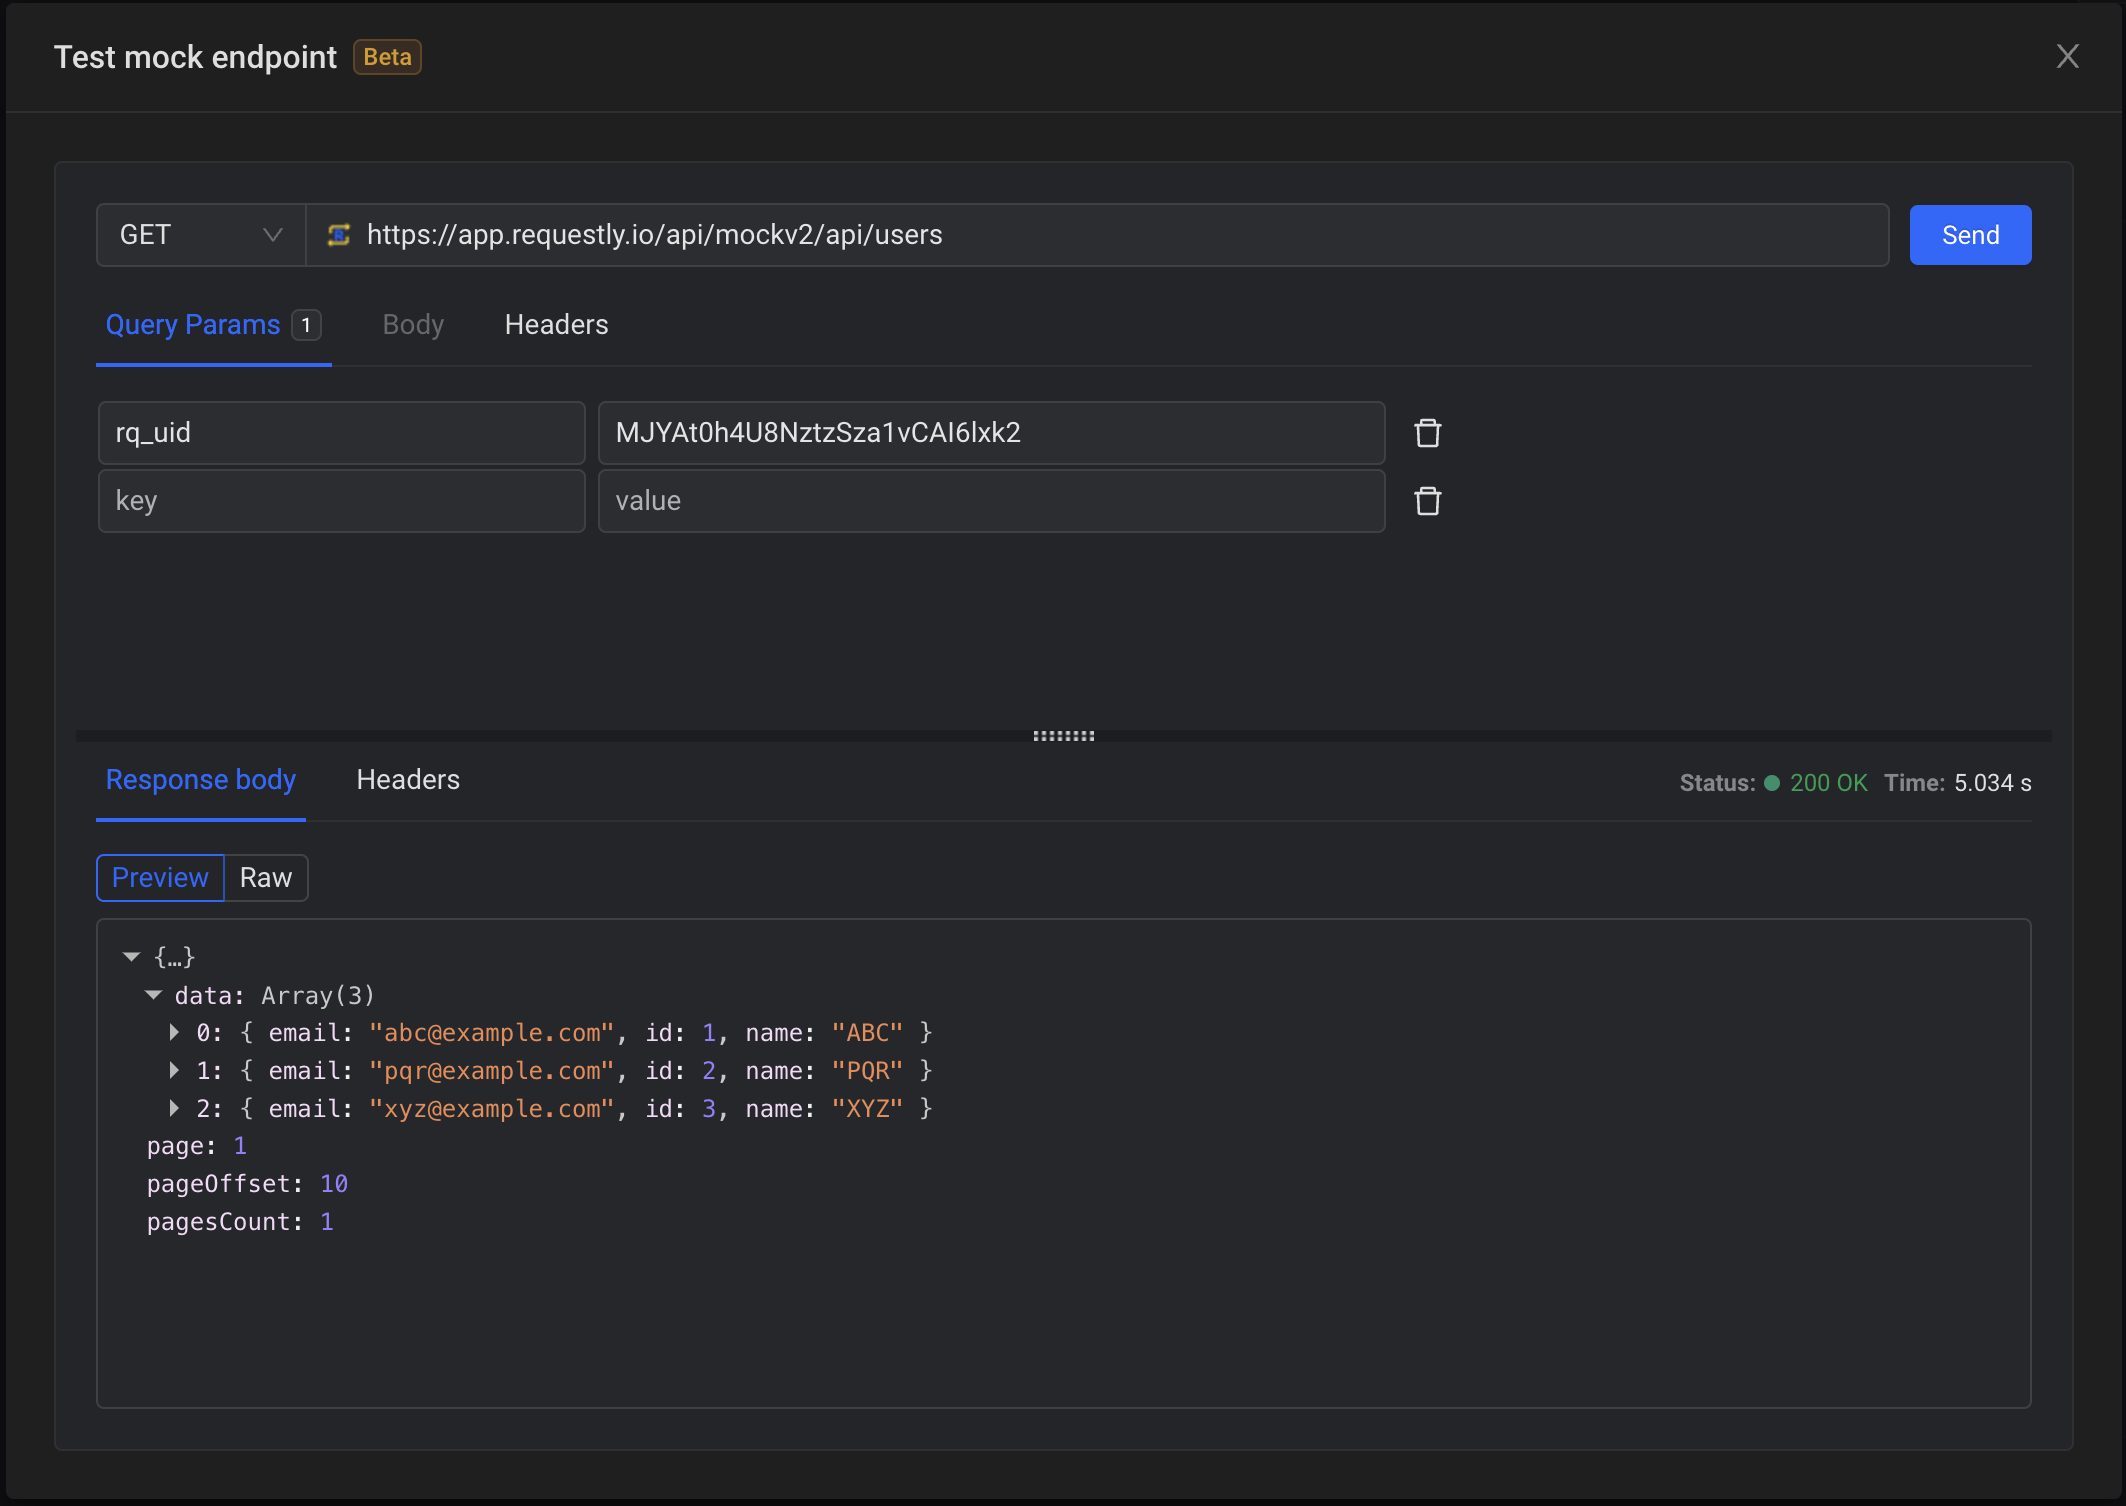 Test mock endpoint Beta
GET https://app.requestly.io/api/mockv2/api/users Send
Query Params 1 Body Headers
rq_uid MJYAt0h4U8NztzSza1vCAI6lxk2
key value
Response body Headers Status: 200 OK Time: 5.034 s
Preview Raw
{…}
data: Array(3)
0: { email: "abc@example.com", id: 1, name: "ABC" }
1: { email: "pqr@example.com", id: 2, name: "PQR" }
2: { email: "xyz@example.com", id: 3, name: "XYZ" }
page: 1
pageOffset: 10
pagesCount: 1